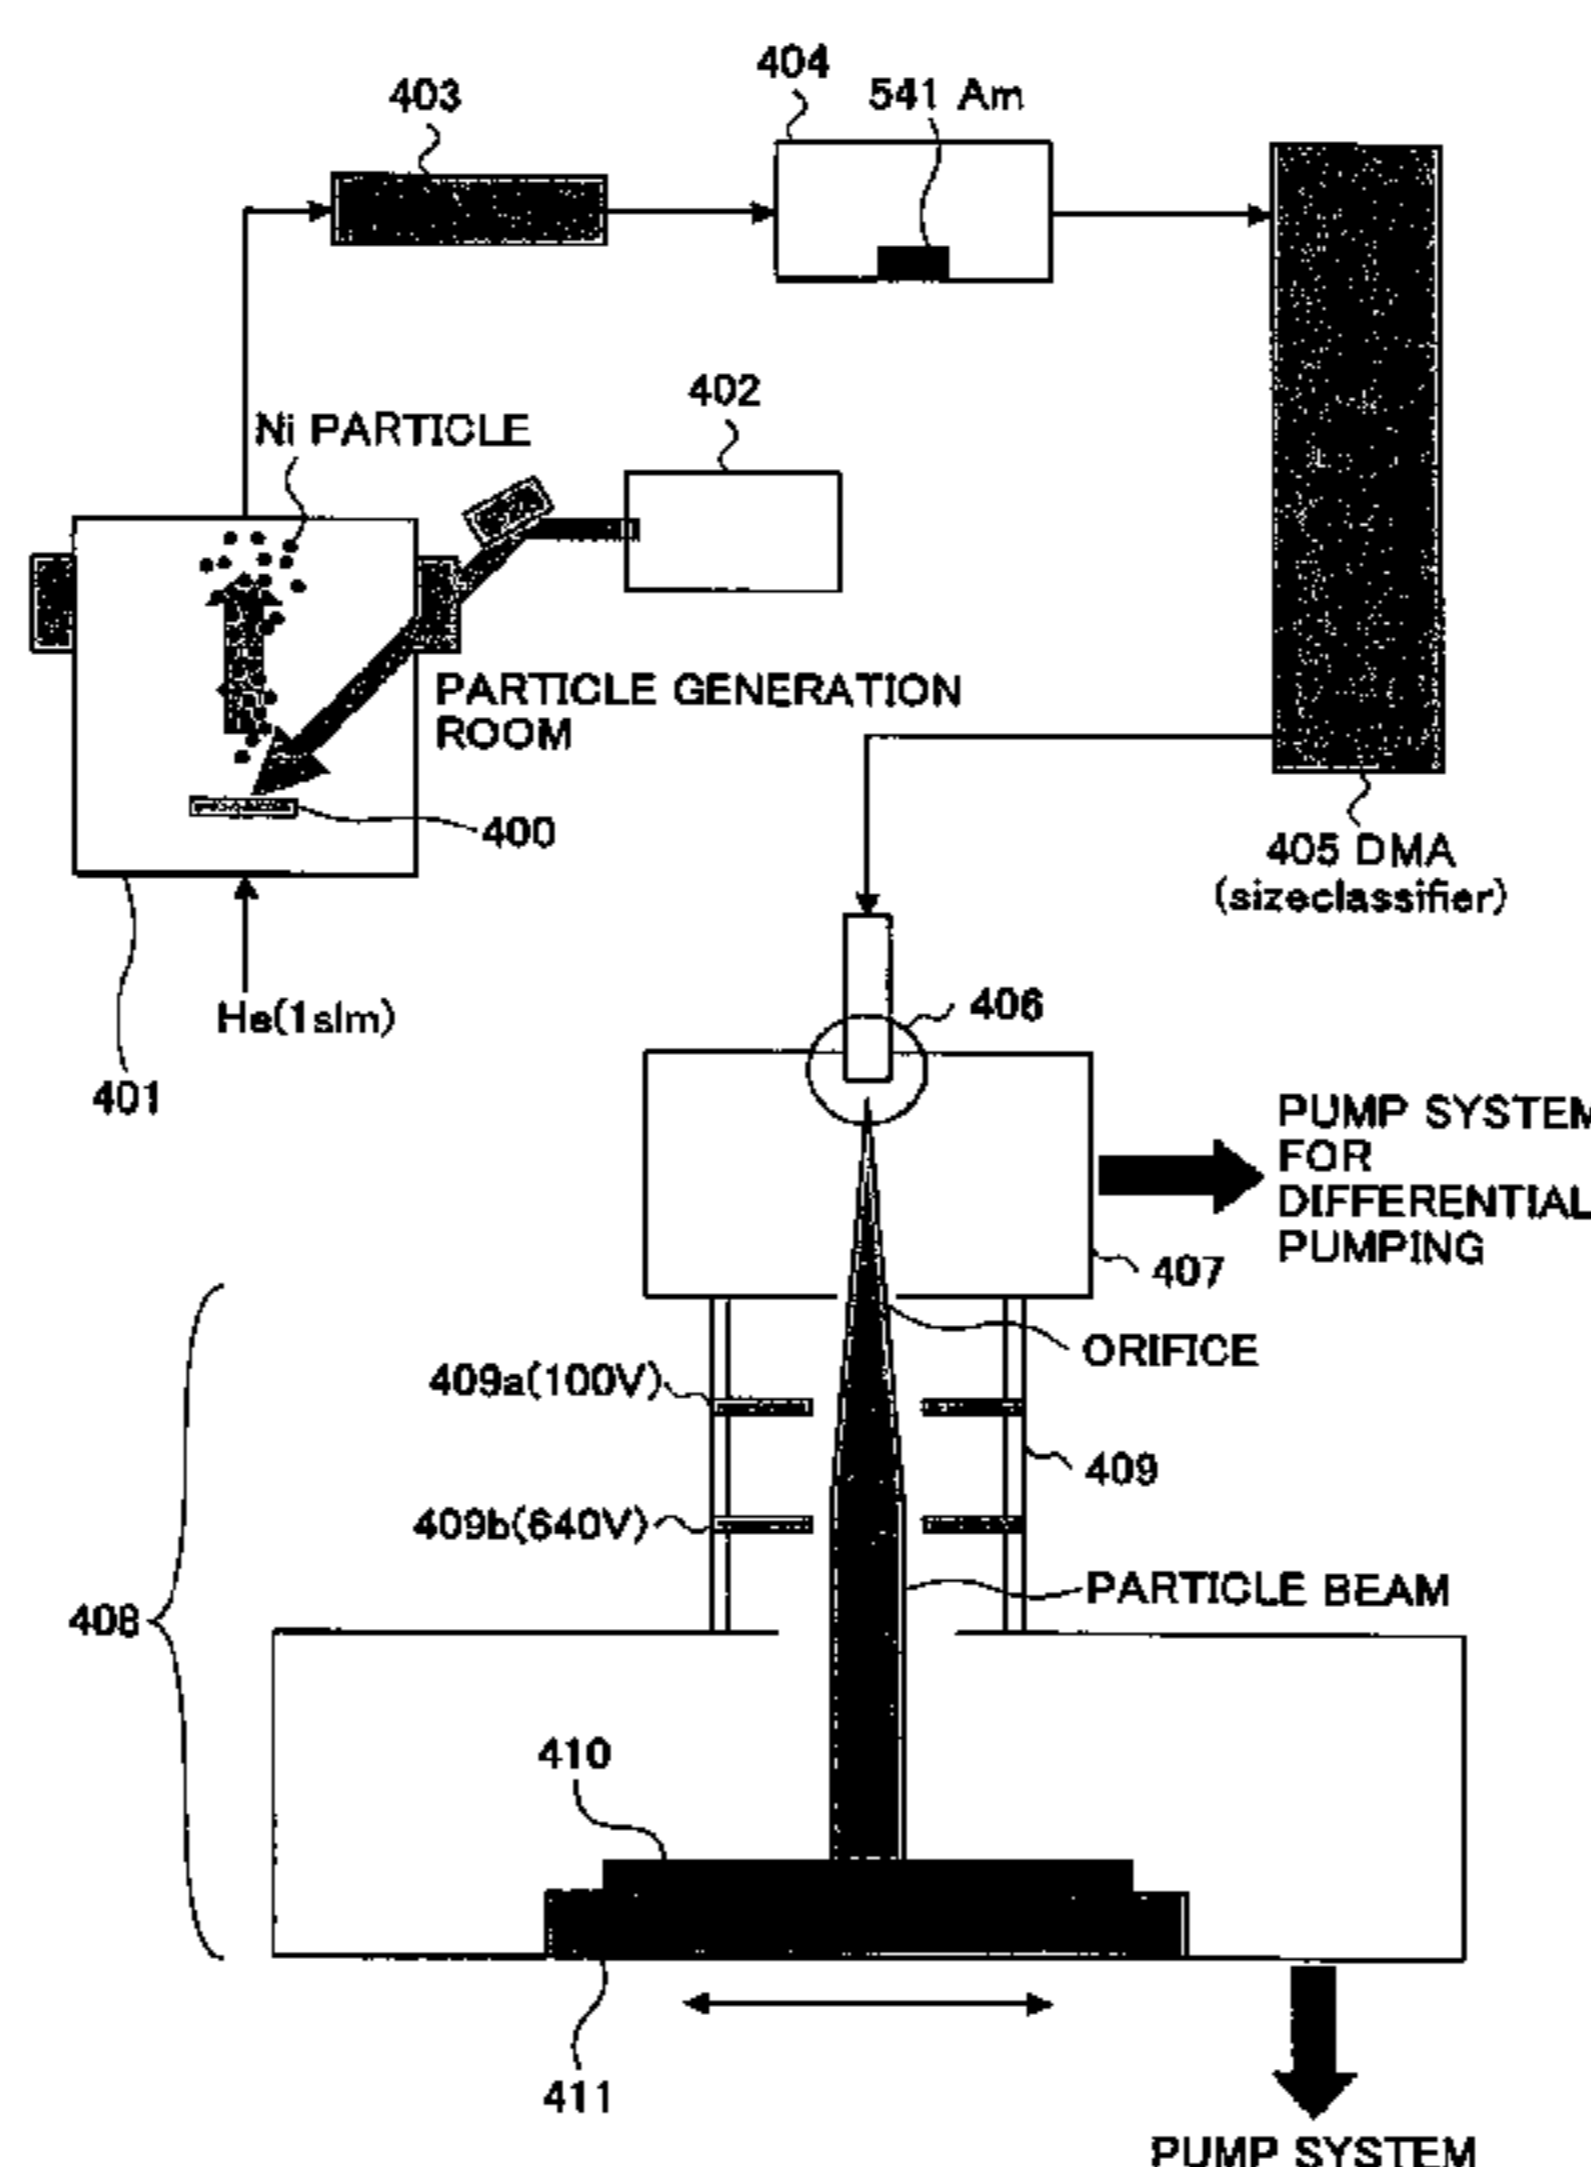 404
403
541 Am
402
Ni PARTICLE
PARTICLE GENERATION
ROOM
400
405 DMA
(sizeclassifier)
He(1slm)
401
406
PUMP SYSTEM
FOR
DIFFERENTIAL
PUMPING
407
ORIFICE
409a(100V)
409
409b(640V)
PARTICLE BEAM
408
410
411
PUMP SYSTEM